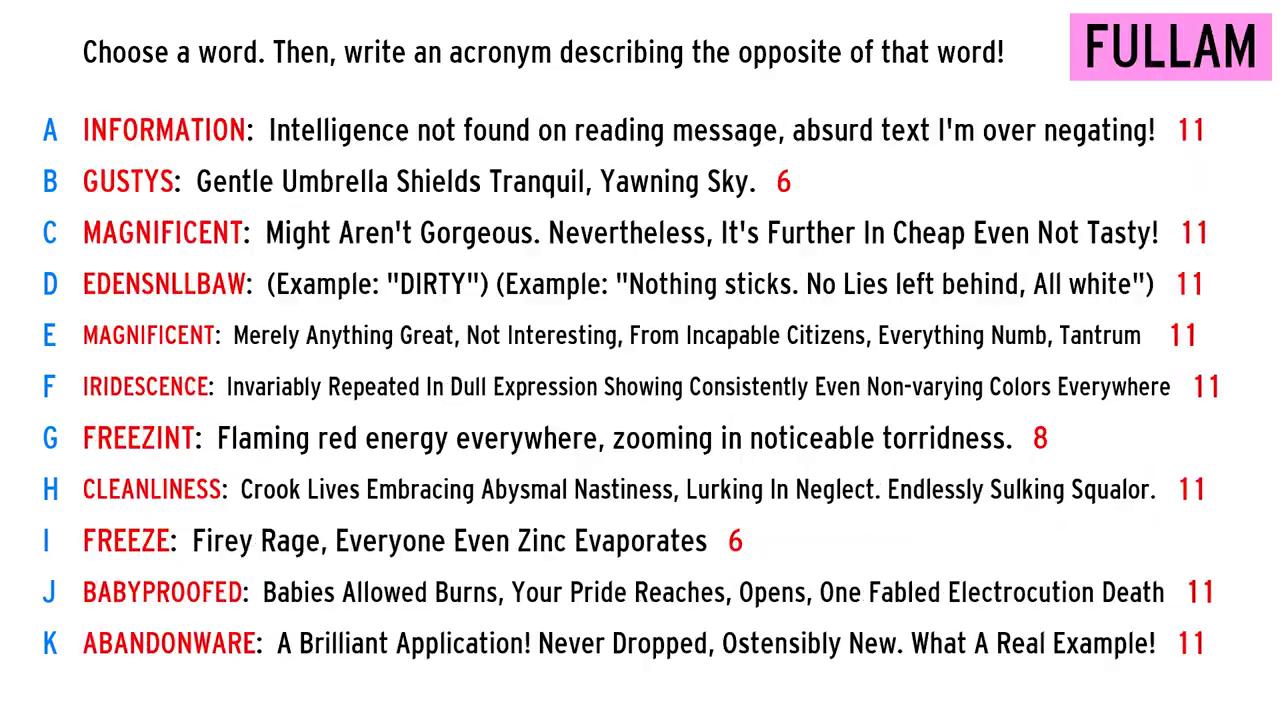 Choose a word. Then, write an acronym describing the opposite of that word!
FULLAM
A INFORMATION: Intelligence not found on reading message, absurd text I'm over negating! 11
B GUSTYS: Gentle Umbrella Shields Tranquil, Yawning Sky. 6
C MAGNIFICENT: Might Aren't Gorgeous. Nevertheless, It's Further In Cheap Even Not Tasty! 11
D EDENSNLLBAW: (Example: "DIRTY") (Example: "Nothing sticks. No Lies left behind, All white") 11
E MAGNIFICENT: Merely Anything Great, Not Interesting, From Incapable Citizens, Everything Numb, Tantrum 11
F IRIDESCENCE: Invariably Repeated In Dull Expression Showing Consistently Even Non-varying Colors Everywhere 11
G FREEZINT: Flaming red energy everywhere, zooming in noticeable torridness. 8
H CLEANLINESS: Crook Lives Embracing Abysmal Nastiness, Lurking In Neglect. Endlessly Sulking Squalor. 11
I FREEZE: Firey Rage, Everyone Even Zinc Evaporates 6
J BABYPROOFED: Babies Allowed Burns, Your Pride Reaches, Opens, One Fabled Electrocution Death 11
K ABANDONWARE: A Brilliant Application! Never Dropped, Ostensibly New. What A Real Example! 11